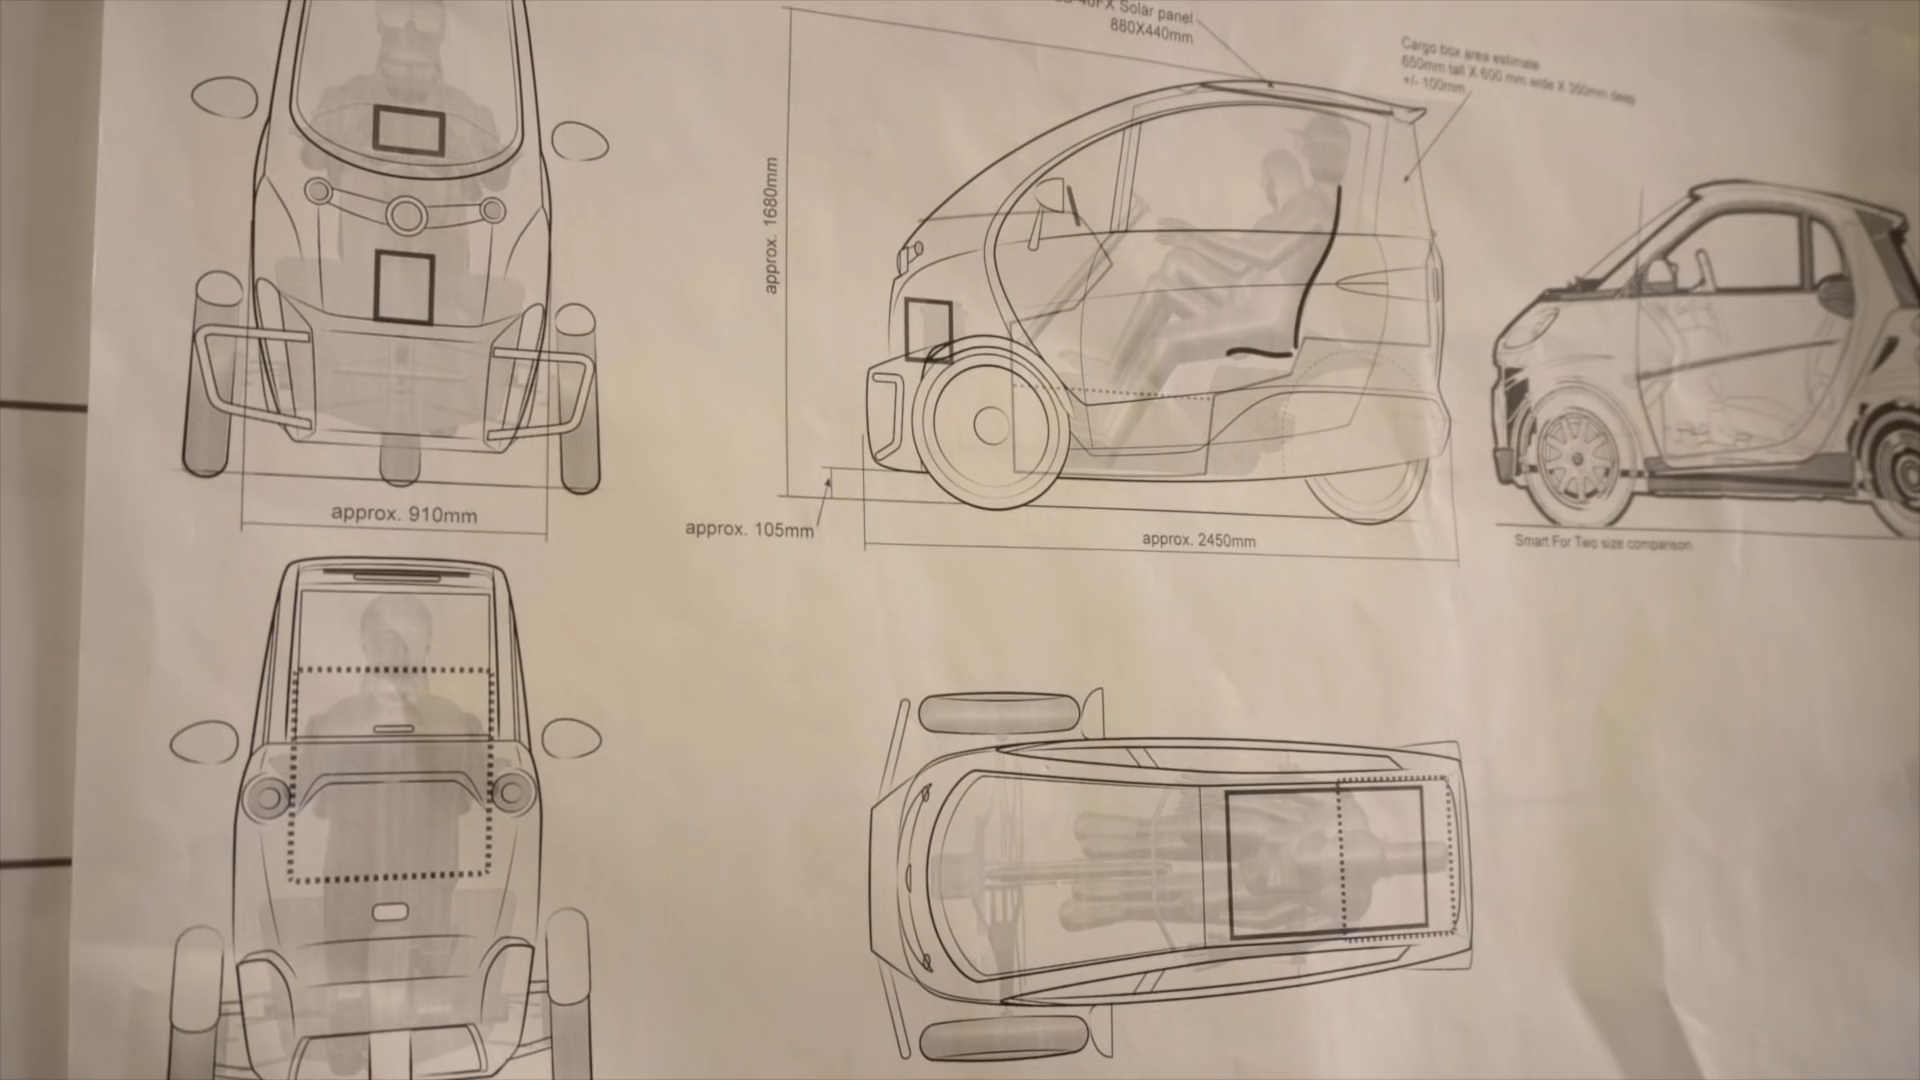 Solar panel
880X440mm
Cargo box area estimate
650mm tall X 600 mm wide X 350mm deep
+/- 100mm
approx. 1680mm
approx. 910mm
approx. 105mm
approx. 2450mm
Smart For Two size comparison